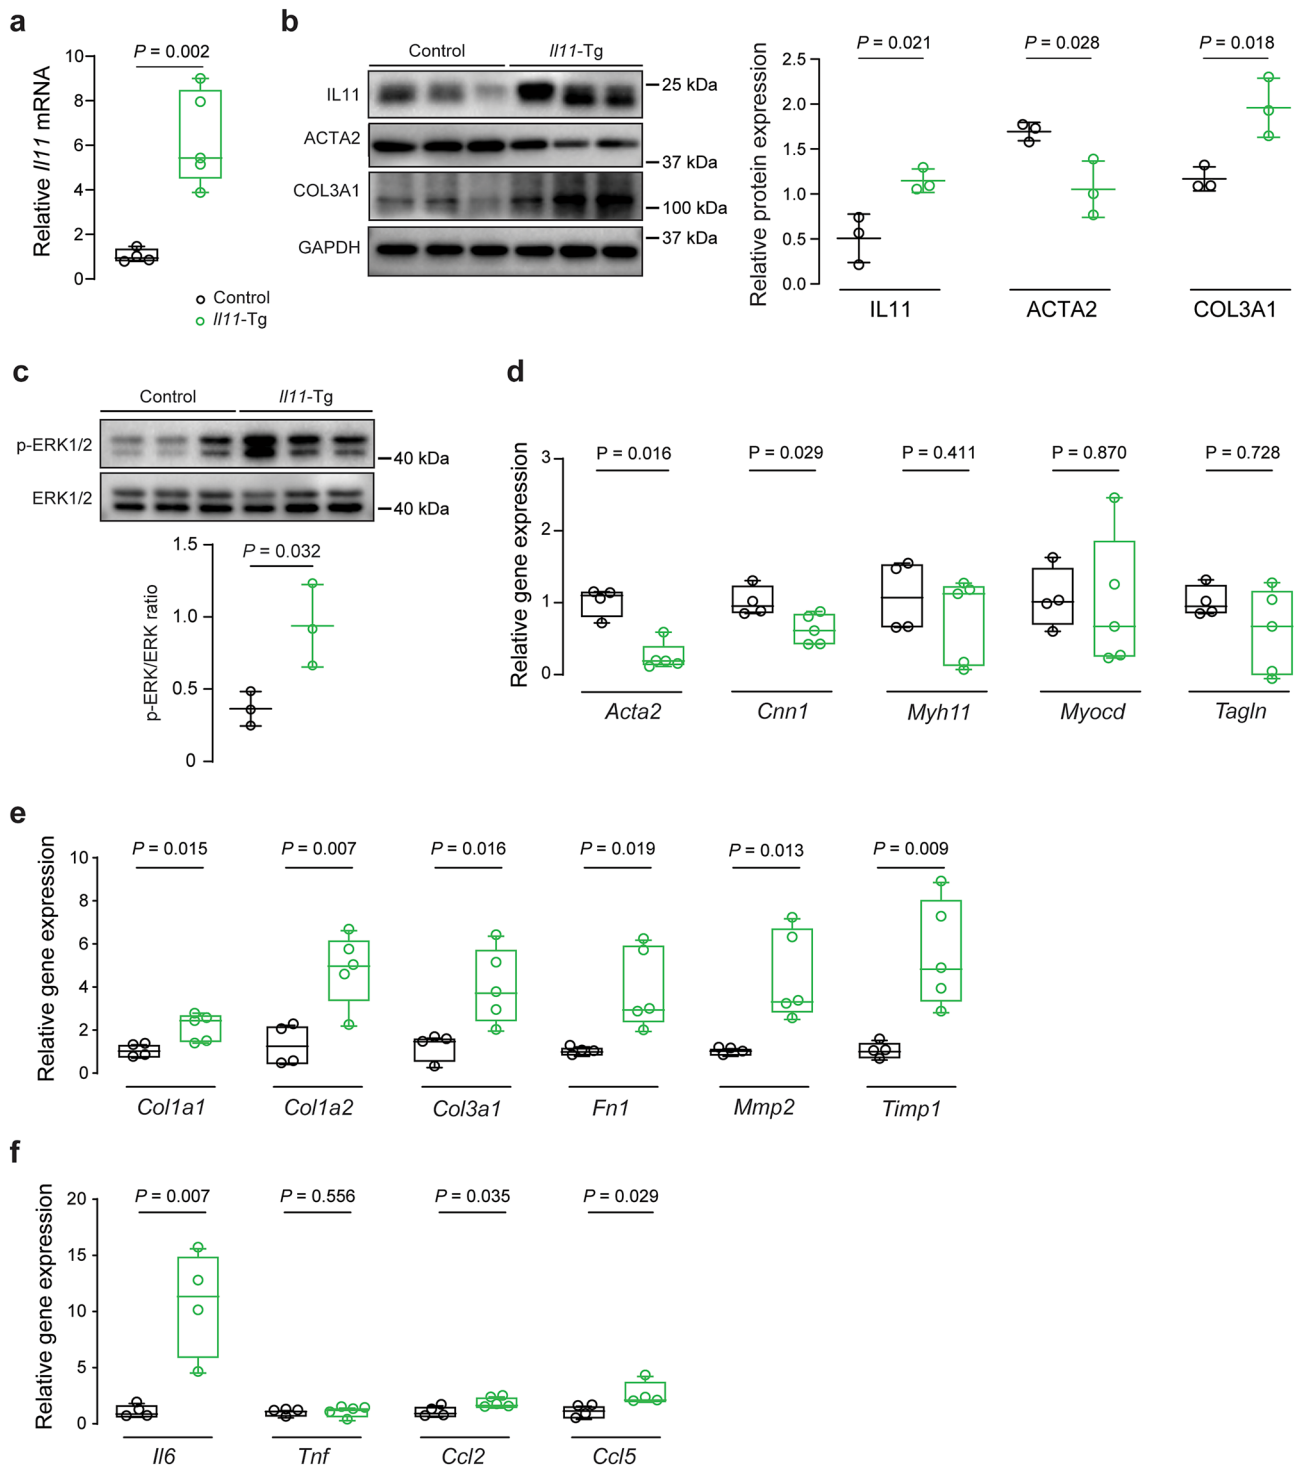 a
P = 0.002
Relative Il11 mRNA
10
8
6
4
2
0
Control
Il11-Tg
b
Control
Il11-Tg
IL11
25 kDa
ACTA2
37 kDa
COL3A1
100 kDa
GAPDH
37 kDa
Relative protein expression
2.5
2.0
1.5
1.0
0.5
0.0
P = 0.021
P = 0.028
P = 0.018
IL11
ACTA2
COL3A1
c
Control
Il11-Tg
p-ERK1/2
40 kDa
ERK1/2
40 kDa
p-ERK/ERK ratio
1.5
1.0
0.5
0
P = 0.032
d
Relative gene expression
3
2
1
0
P = 0.016
P = 0.029
P = 0.411
P = 0.870
P = 0.728
Acta2
Cnn1
Myh11
Myocd
Tagln
e
Relative gene expression
10
8
6
4
2
0
P = 0.015
P = 0.007
P = 0.016
P = 0.019
P = 0.013
P = 0.009
Col1a1
Col1a2
Col3a1
Fn1
Mmp2
Timp1
f
Relative gene expression
20
15
10
5
0
P = 0.007
P = 0.556
P = 0.035
P = 0.029
Il6
Tnf
Ccl2
Ccl5